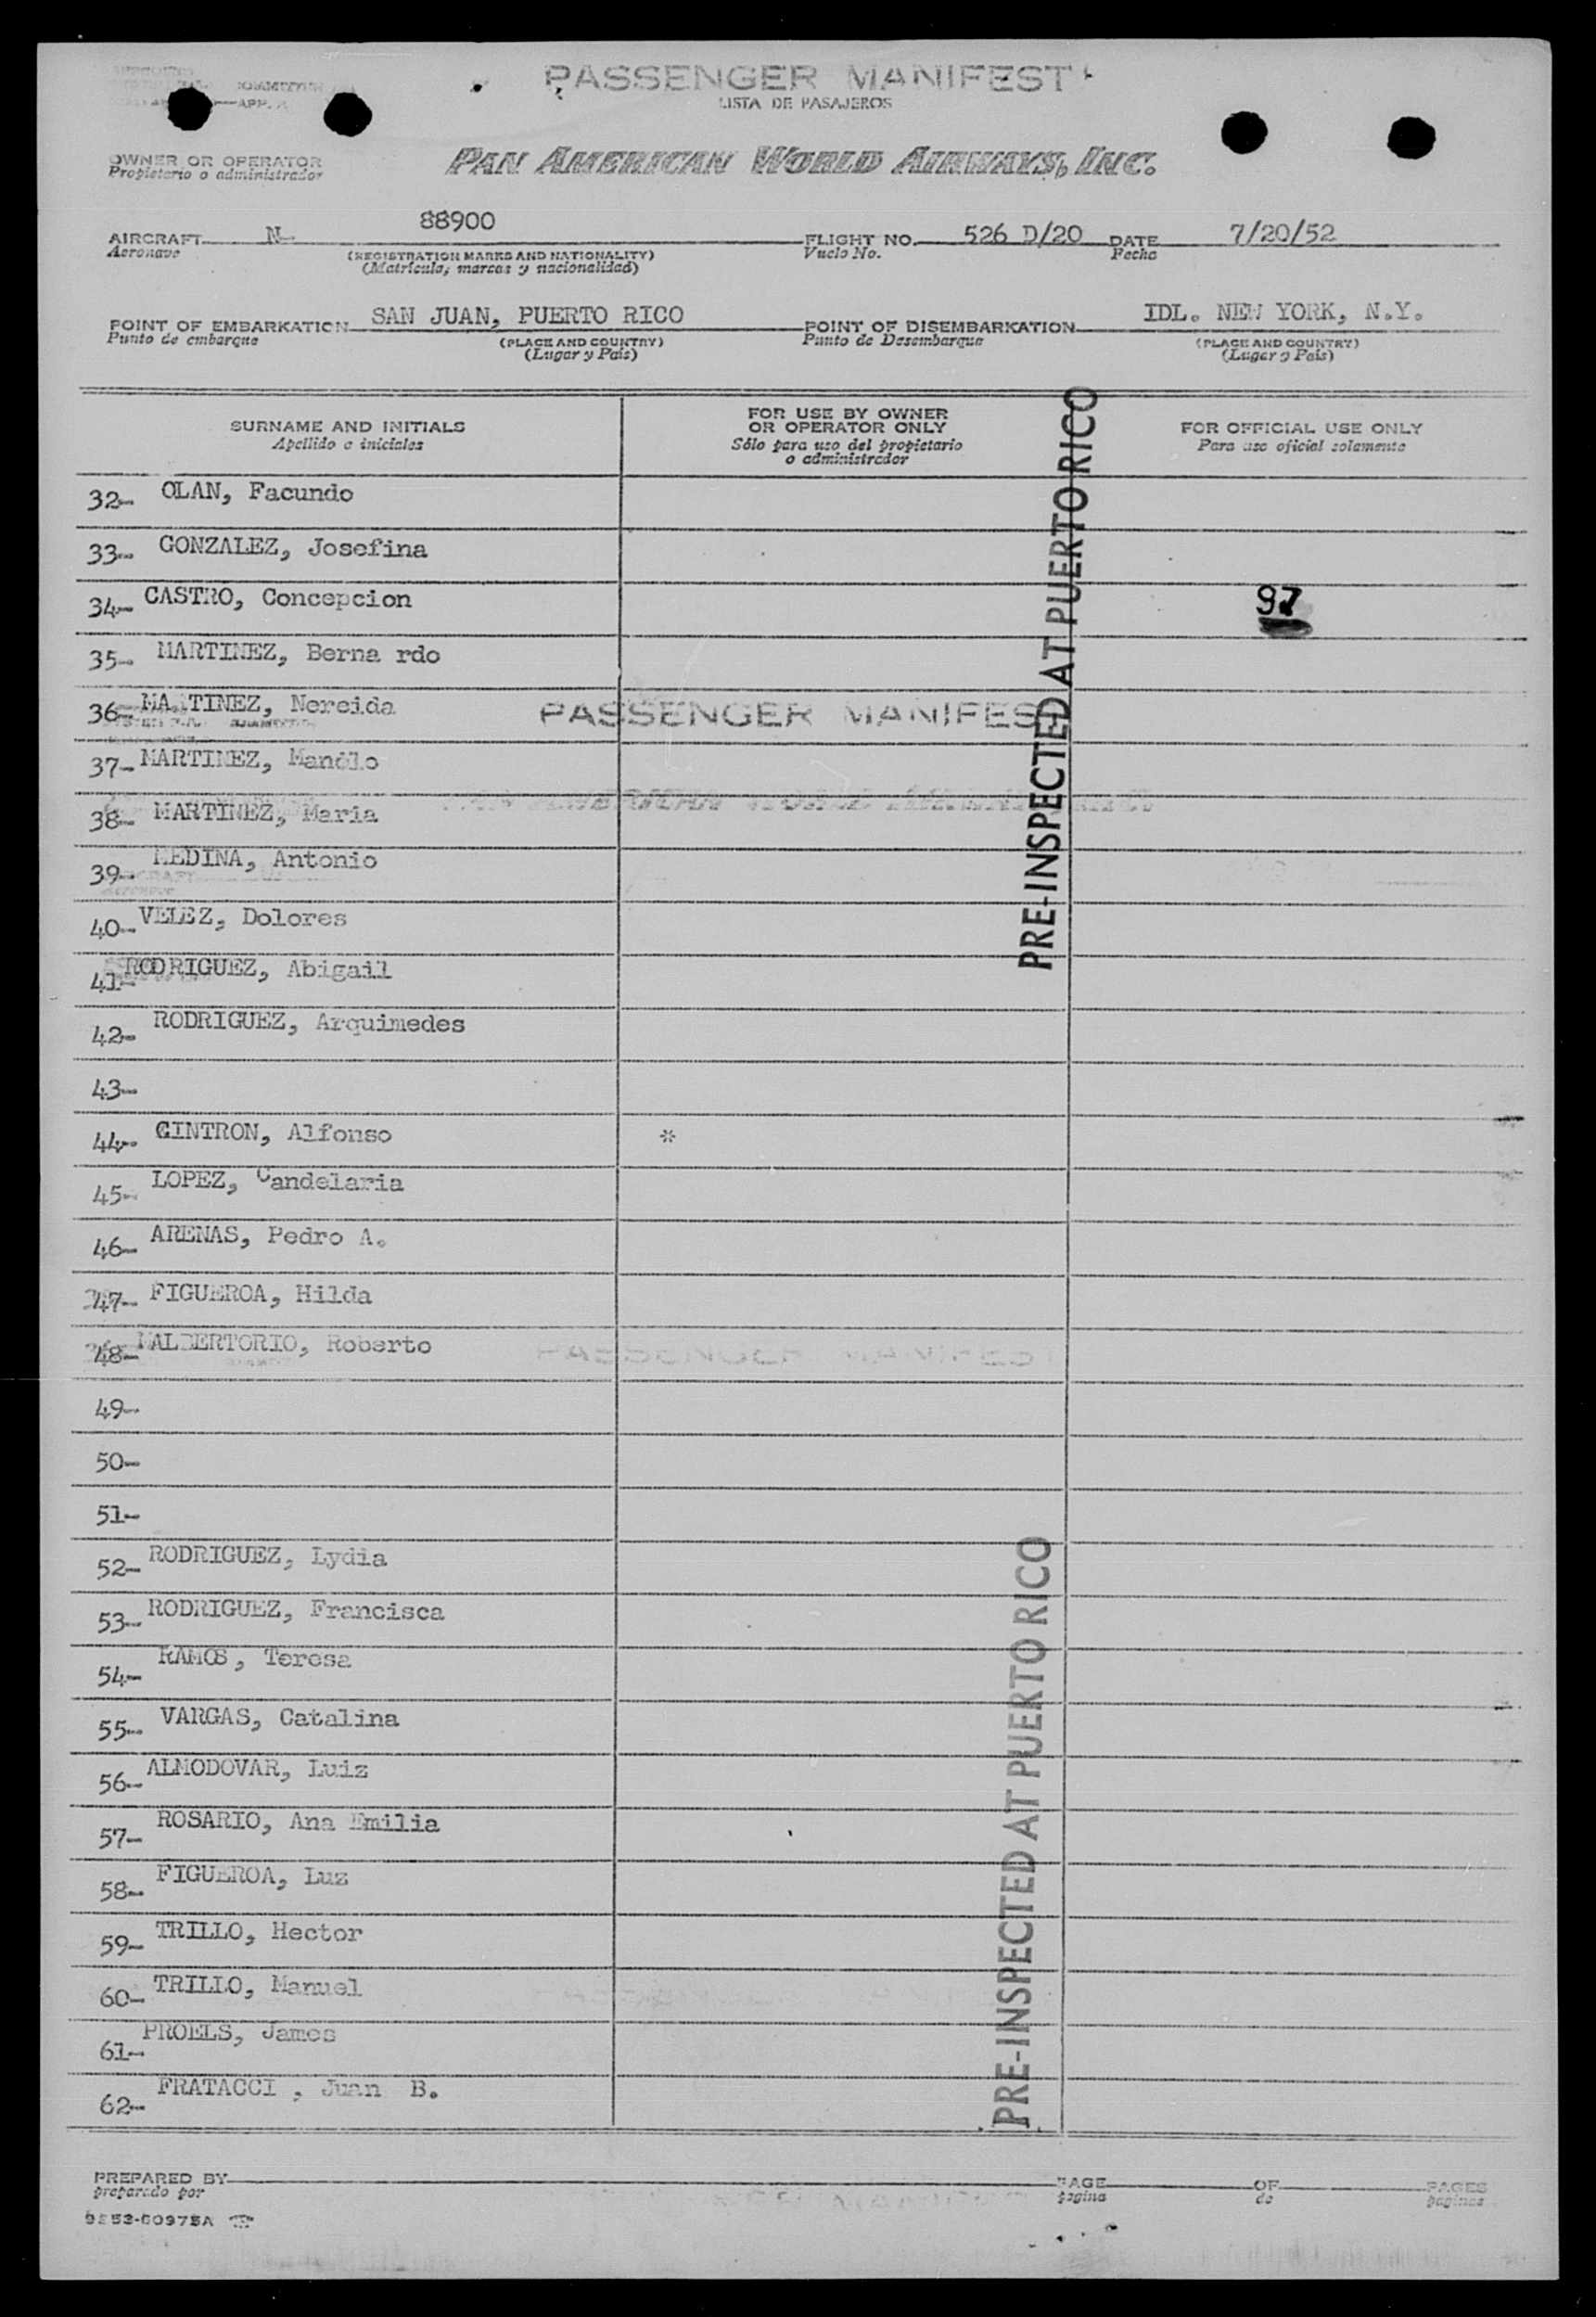 PASSENGER MANIFEST
LISTA DE PASAJEROS
OWNER OR OPERATOR
Propietario o administrador
PAN AMERICAN WORLD AIRWAYS, INC.
AIRCRAFT N 88900 FLIGHT NO. 526 D/20 DATE 7/20/52
Aeronave (REGISTRATION MARKS AND NATIONALITY) Vuelo No. Fecha
(Matrícula, marcas y nacionalidad)
POINT OF EMBARKATION SAN JUAN, PUERTO RICO POINT OF DISEMBARKATION IDL. NEW YORK, N.Y.
Punto de embarque (PLACE AND COUNTRY) Punto de Desembarque (PLACE AND COUNTRY)
(Lugar y País) (Lugar y País)
SURNAME AND INITIALS
Apellido e iniciales
FOR USE BY OWNER
OR OPERATOR ONLY
Sólo para uso del propietario
o administrador
FOR OFFICIAL USE ONLY
Para uso oficial solamente
32- OLAN, Facundo
33- GONZALEZ, Josefina
34- CASTRO, Concepcion 97
35- MARTINEZ, Berna rdo
36- MA TINEZ, Nereida
PASSENGER MANIFEST
37- MARTINEZ, Manolo
38- MARTINEZ, Maria
39- MEDINA, Antonio
40- VELEZ, Dolores
41- RODRIGUEZ, Abigail
42- RODRIGUEZ, Arquimedes
43-
44- CINTRON, Alfonso *
45- LOPEZ, Candelaria
46- ARENAS, Pedro A.
47- FIGUEROA, Hilda
48- Roberto
PASSENGER MANIFEST
49-
50-
51-
52- RODRIGUEZ, Lydia
53- RODRIGUEZ, Francisca
54- RAMOS, Teresa
55- VARGAS, Catalina
56- ALMODOVAR, Luiz
57- ROSARIO, Ana Emilia
58- FIGUEROA, Luz
59- TRILLO, Hector
60- TRILLO, Manuel
61- PROELS, James
62- FRATACCI , Juan B.
PRE-INSPECTED AT PUERTO RICO
PRE-INSPECTED AT PUERTO RICO
PREPARED BY PAGE OF PAGES
preparado por página de páginas